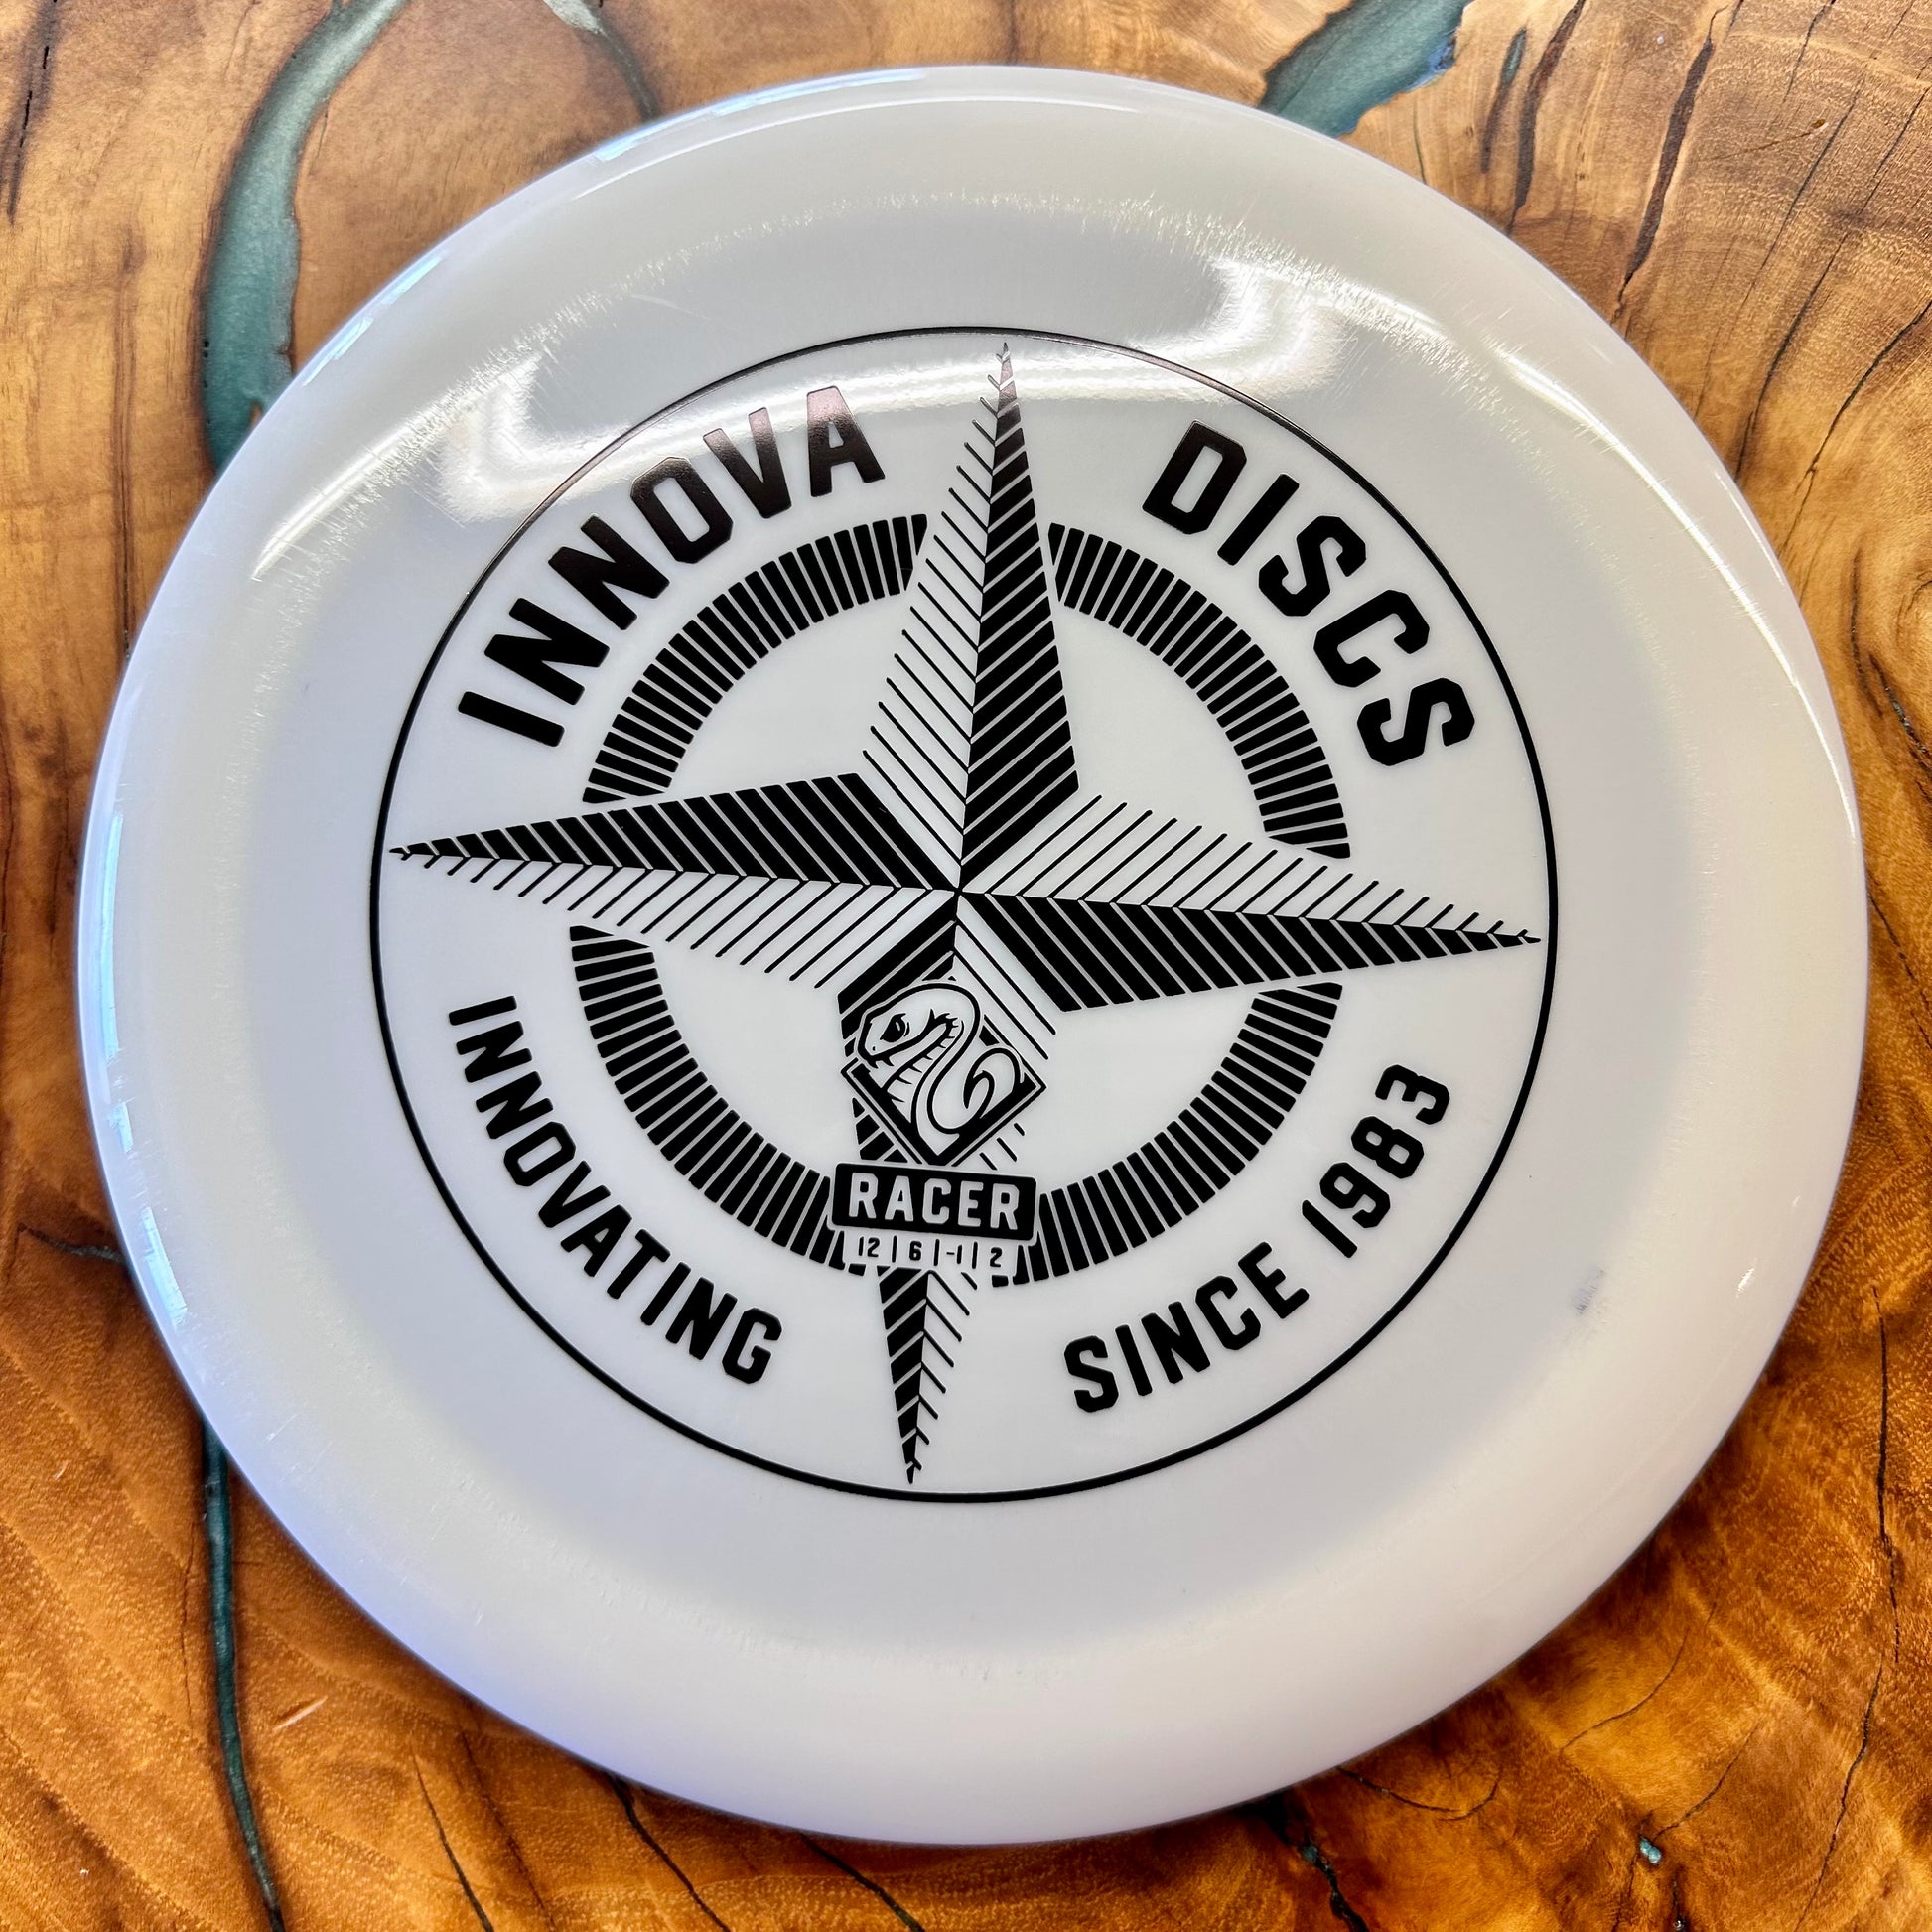 INNOVA DISCS
RACER
12 | 6 | -1 | 2
INNOVATING SINCE 1983